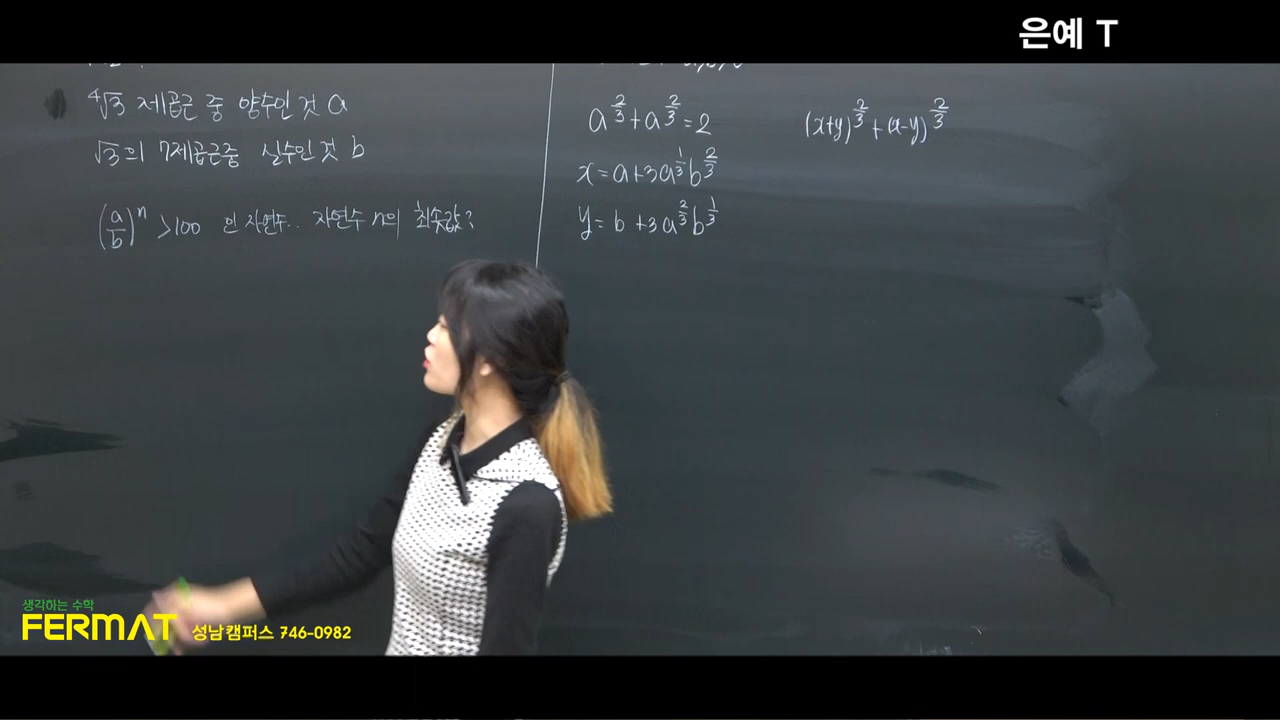 은예 T
⁴√3 제곱근 중 양수인 것 a
√3의 7제곱근중 실수인 것 b
(a/b)ⁿ >100 인 자연수.. 자연수 n의 최솟값?
a^(2/3)+a^(2/3)=2
x=a+3a^(1/3)b^(2/3)
y=b+3a^(2/3)b^(1/3)
(x+y)^(2/3)+(x-y)^(2/3)
생각하는 수학
FERMAT 성남캠퍼스 746-0982